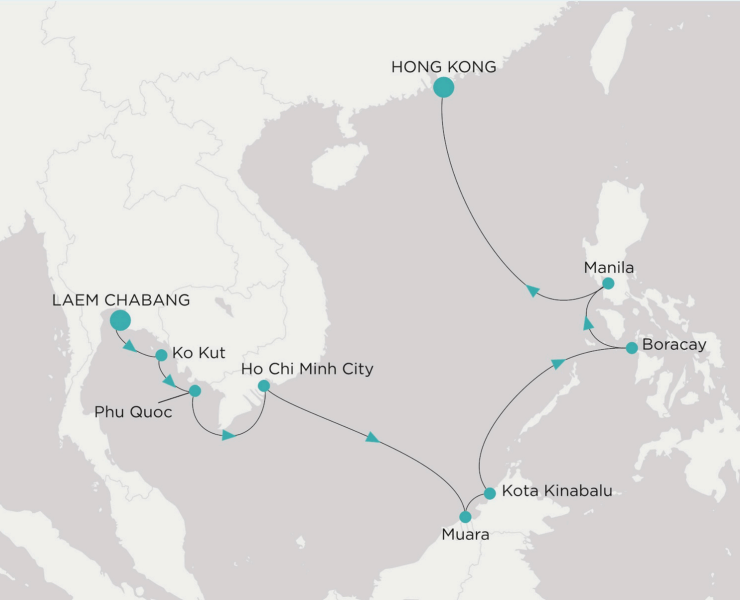 HONG KONG
Manila
LAEM CHABANG
Boracay
Ko Kut
Ho Chi Minh City
Phu Quoc
Kota Kinabalu
Muara